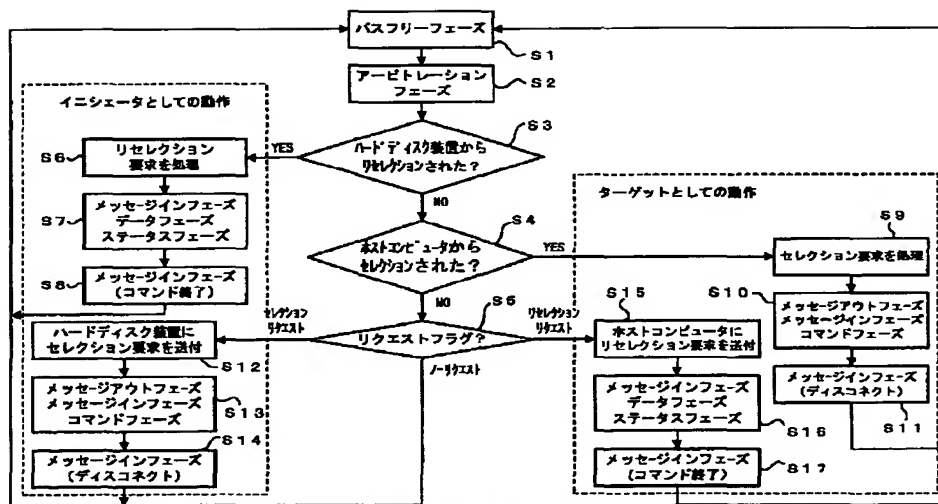 バスフリーフェーズ
S1
アービトレーション
フェーズ
S2
イニシェータとしての動作
S3
ハードディスク装置から
リセレクションされた?
YES
NO
S6
リセレクション
要求を処理
S7
メッセージインフェーズ
データフェーズ
ステータスフェーズ
S8
メッセージインフェーズ
(コマンド終了)
S4
ホストコンピュータから
セレクションされた?
YES
NO
ターゲットとしての動作
S9
セレクション要求を処理
S10
メッセージアウトフェーズ
メッセージインフェーズ
コマンドフェーズ
メッセージインフェーズ
(ディスコネクト)
S11
S5
リクエストフラグ?
セレクション
リクエスト
リセレクション
リクエスト
ノーリクエスト
ハードディスク装置に
セレクション要求を送付
S12
メッセージアウトフェーズ
メッセージインフェーズ
コマンドフェーズ
S13
S14
メッセージインフェーズ
(ディスコネクト)
S15
ホストコンピュータに
リセレクション要求を送付
メッセージインフェーズ
データフェーズ
ステータスフェーズ
S16
メッセージインフェーズ
(コマンド終了)
S17